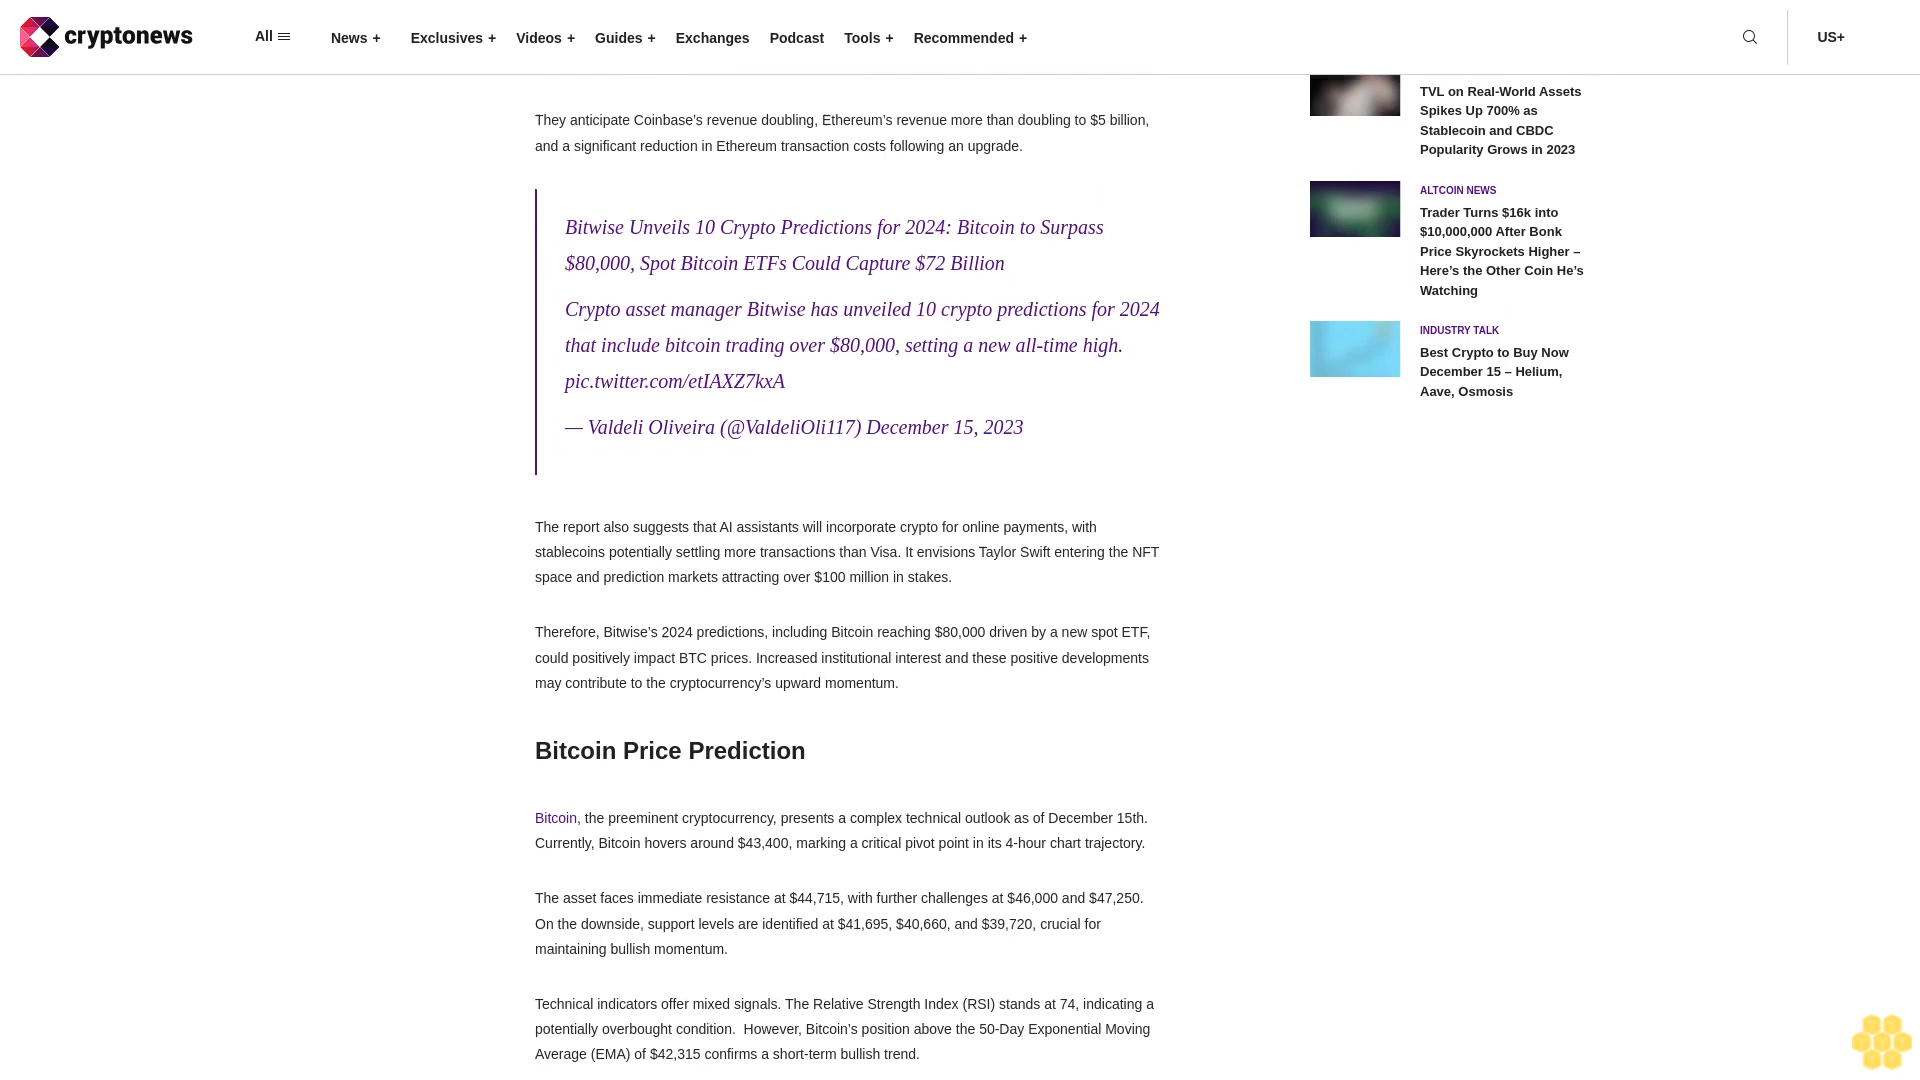 cryptonews
All
News +
Exclusives +
Videos +
Guides +
Exchanges
Podcast
Tools +
Recommended +
US+
They anticipate Coinbase’s revenue doubling, Ethereum’s revenue more than doubling to $5 billion,
and a significant reduction in Ethereum transaction costs following an upgrade.
Bitwise Unveils 10 Crypto Predictions for 2024: Bitcoin to Surpass
$80,000, Spot Bitcoin ETFs Could Capture $72 Billion
Crypto asset manager Bitwise has unveiled 10 crypto predictions for 2024
that include bitcoin trading over $80,000, setting a new all-time high.
pic.twitter.com/etIAXZ7kxA
— Valdeli Oliveira (@ValdeliOli117) December 15, 2023
The report also suggests that AI assistants will incorporate crypto for online payments, with
stablecoins potentially settling more transactions than Visa. It envisions Taylor Swift entering the NFT
space and prediction markets attracting over $100 million in stakes.
Therefore, Bitwise’s 2024 predictions, including Bitcoin reaching $80,000 driven by a new spot ETF,
could positively impact BTC prices. Increased institutional interest and these positive developments
may contribute to the cryptocurrency’s upward momentum.
Bitcoin Price Prediction
Bitcoin, the preeminent cryptocurrency, presents a complex technical outlook as of December 15th.
Currently, Bitcoin hovers around $43,400, marking a critical pivot point in its 4-hour chart trajectory.
The asset faces immediate resistance at $44,715, with further challenges at $46,000 and $47,250.
On the downside, support levels are identified at $41,695, $40,660, and $39,720, crucial for
maintaining bullish momentum.
Technical indicators offer mixed signals. The Relative Strength Index (RSI) stands at 74, indicating a
potentially overbought condition.  However, Bitcoin’s position above the 50-Day Exponential Moving
Average (EMA) of $42,315 confirms a short-term bullish trend.
TVL on Real-World Assets
Spikes Up 700% as
Stablecoin and CBDC
Popularity Grows in 2023
ALTCOIN NEWS
Trader Turns $16k into
$10,000,000 After Bonk
Price Skyrockets Higher –
Here’s the Other Coin He’s
Watching
INDUSTRY TALK
Best Crypto to Buy Now
December 15 – Helium,
Aave, Osmosis